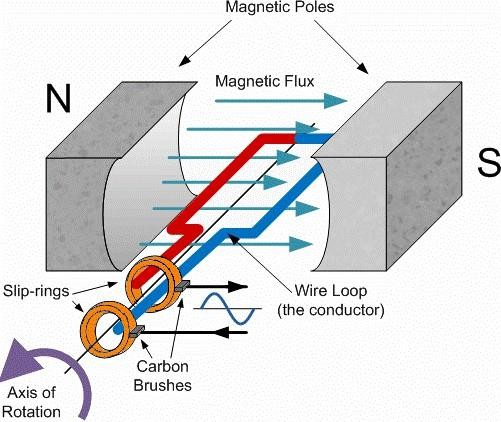 Magnetic Poles
N
Magnetic Flux
S
Slip-rings
Wire Loop
(the conductor)
Carbon
Brushes
Axis of
Rotation